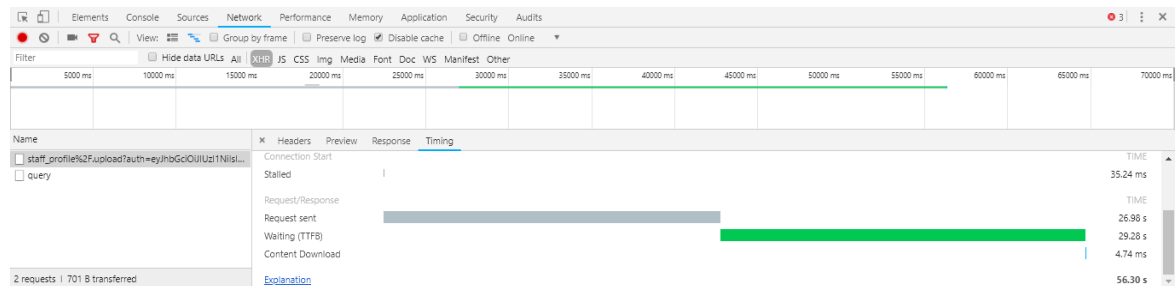 Elements Console Sources Network Performance Memory Application Security Audits 3
View: Group by frame Preserve log Disable cache Offline Online
Filter Hide data URLs All XHR JS CSS Img Media Font Doc WS Manifest Other
5000 ms 10000 ms 15000 ms 20000 ms 25000 ms 30000 ms 35000 ms 40000 ms 45000 ms 50000 ms 55000 ms 60000 ms 65000 ms 70000 ms
Name × Headers Preview Response Timing
staff_profile%2F.upload?auth=eyJhbGciOiJIUzI1NiIsI...
query
Connection Start TIME
Stalled 35.24 ms
Request/Response TIME
Request sent 26.98 s
Waiting (TTFB) 29.28 s
Content Download 4.74 ms
Explanation 56.30 s
2 requests | 701 B transferred